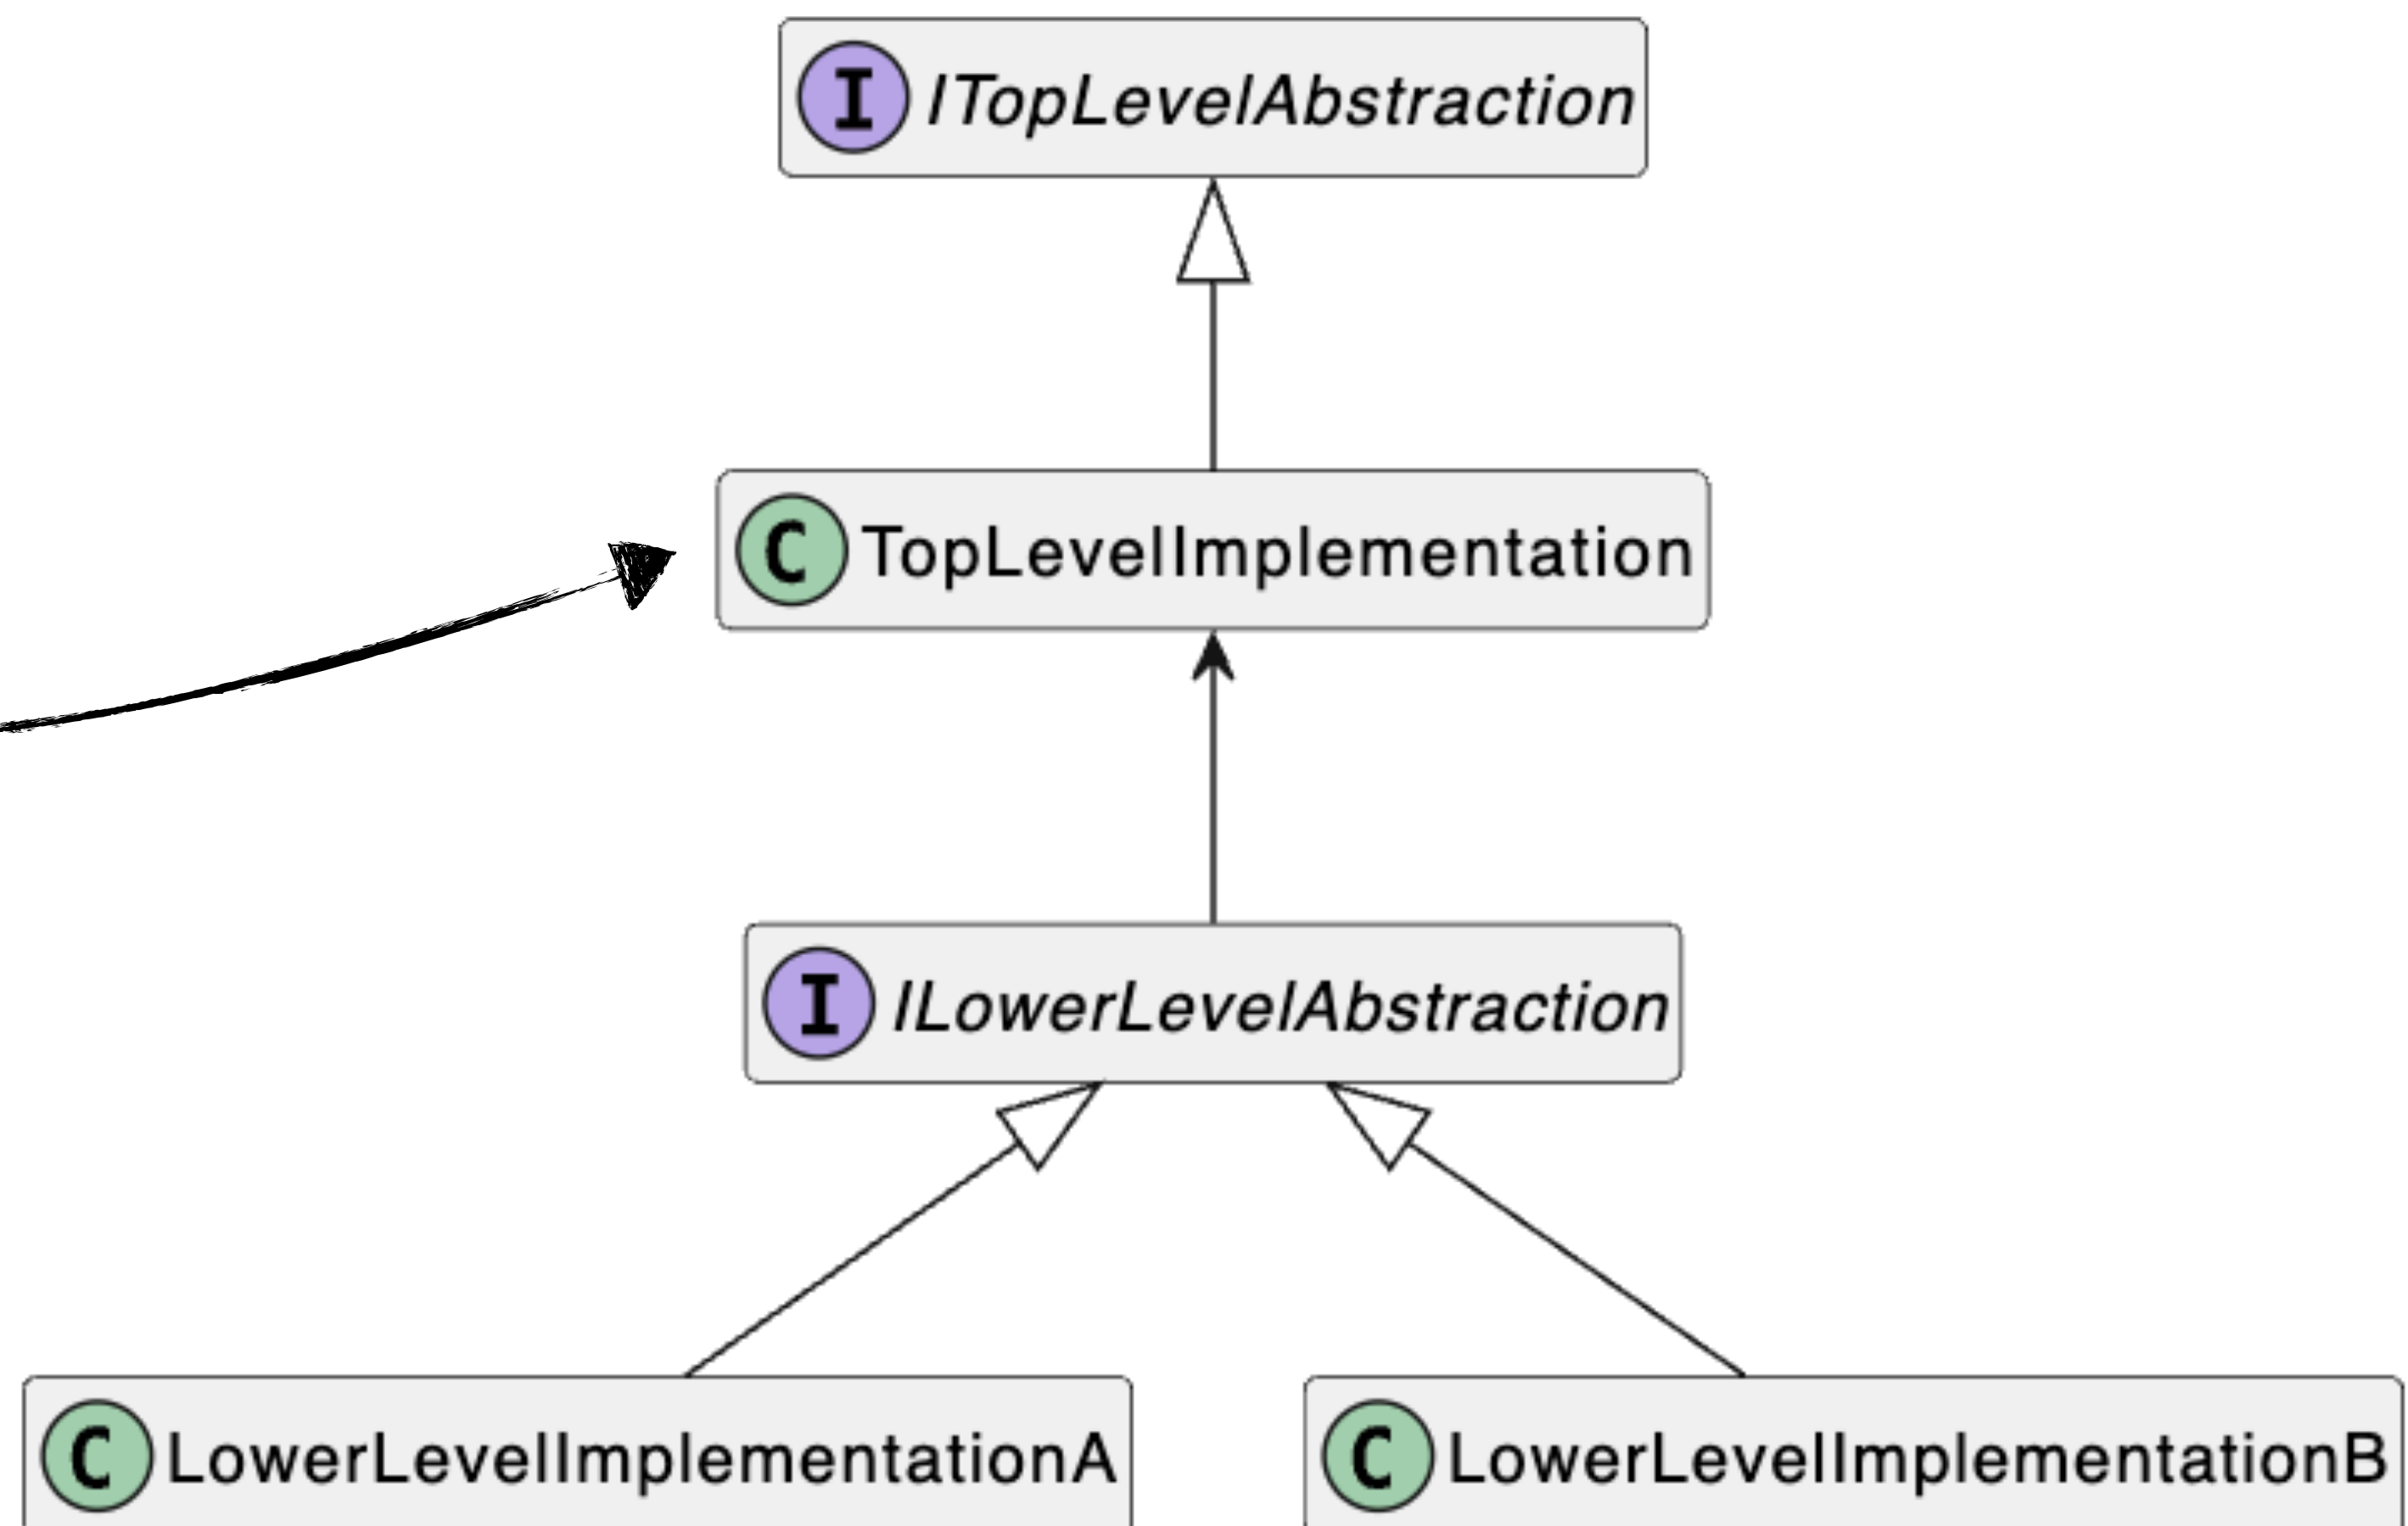 I ITopLevelAbstraction
C TopLevelImplementation
I ILowerLevelAbstraction
C LowerLevelImplementationA
C LowerLevelImplementationB